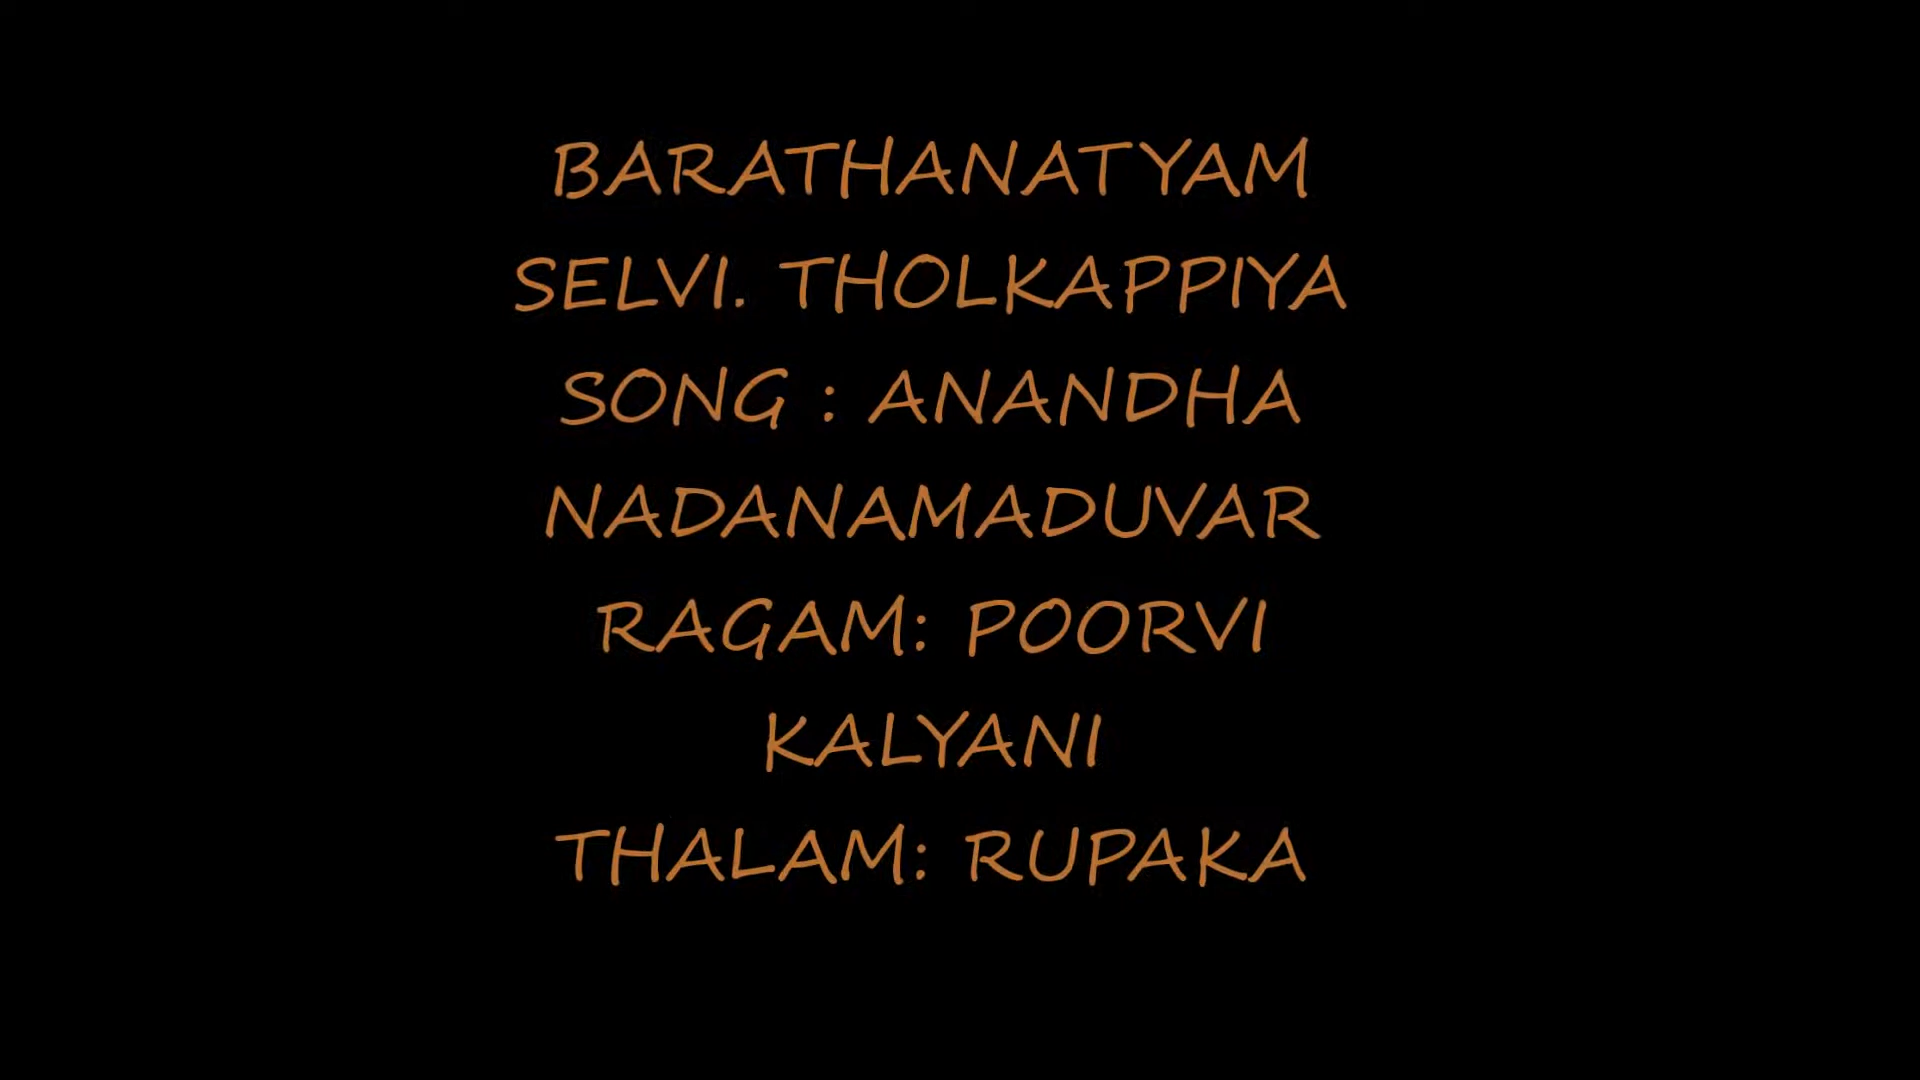 BARATHANATYAM
SELVI. THOLKAPPIYA
SONG : ANANDHA
NADANAMADUVAR
RAGAM: POORVI
KALYANI
THALAM: RUPAKA